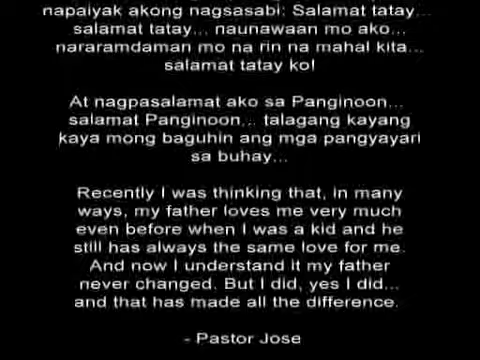 napaiyak akong nagsasabi: Salamat tatay...
salamat tatay... naunawaan mo ako...
nararamdaman mo na rin na mahal kita...
salamat tatay ko!
At nagpasalamat ako sa Panginoon...
salamat Panginoon... talagang kayang
kaya mong baguhin ang mga pangyayari
sa buhay...
Recently I was thinking that, in many
ways, my father loves me very much
even before when I was a kid and he
still has always the same love for me.
And now I understand it my father
never changed. But I did, yes I did...
and that has made all the difference.
- Pastor Jose